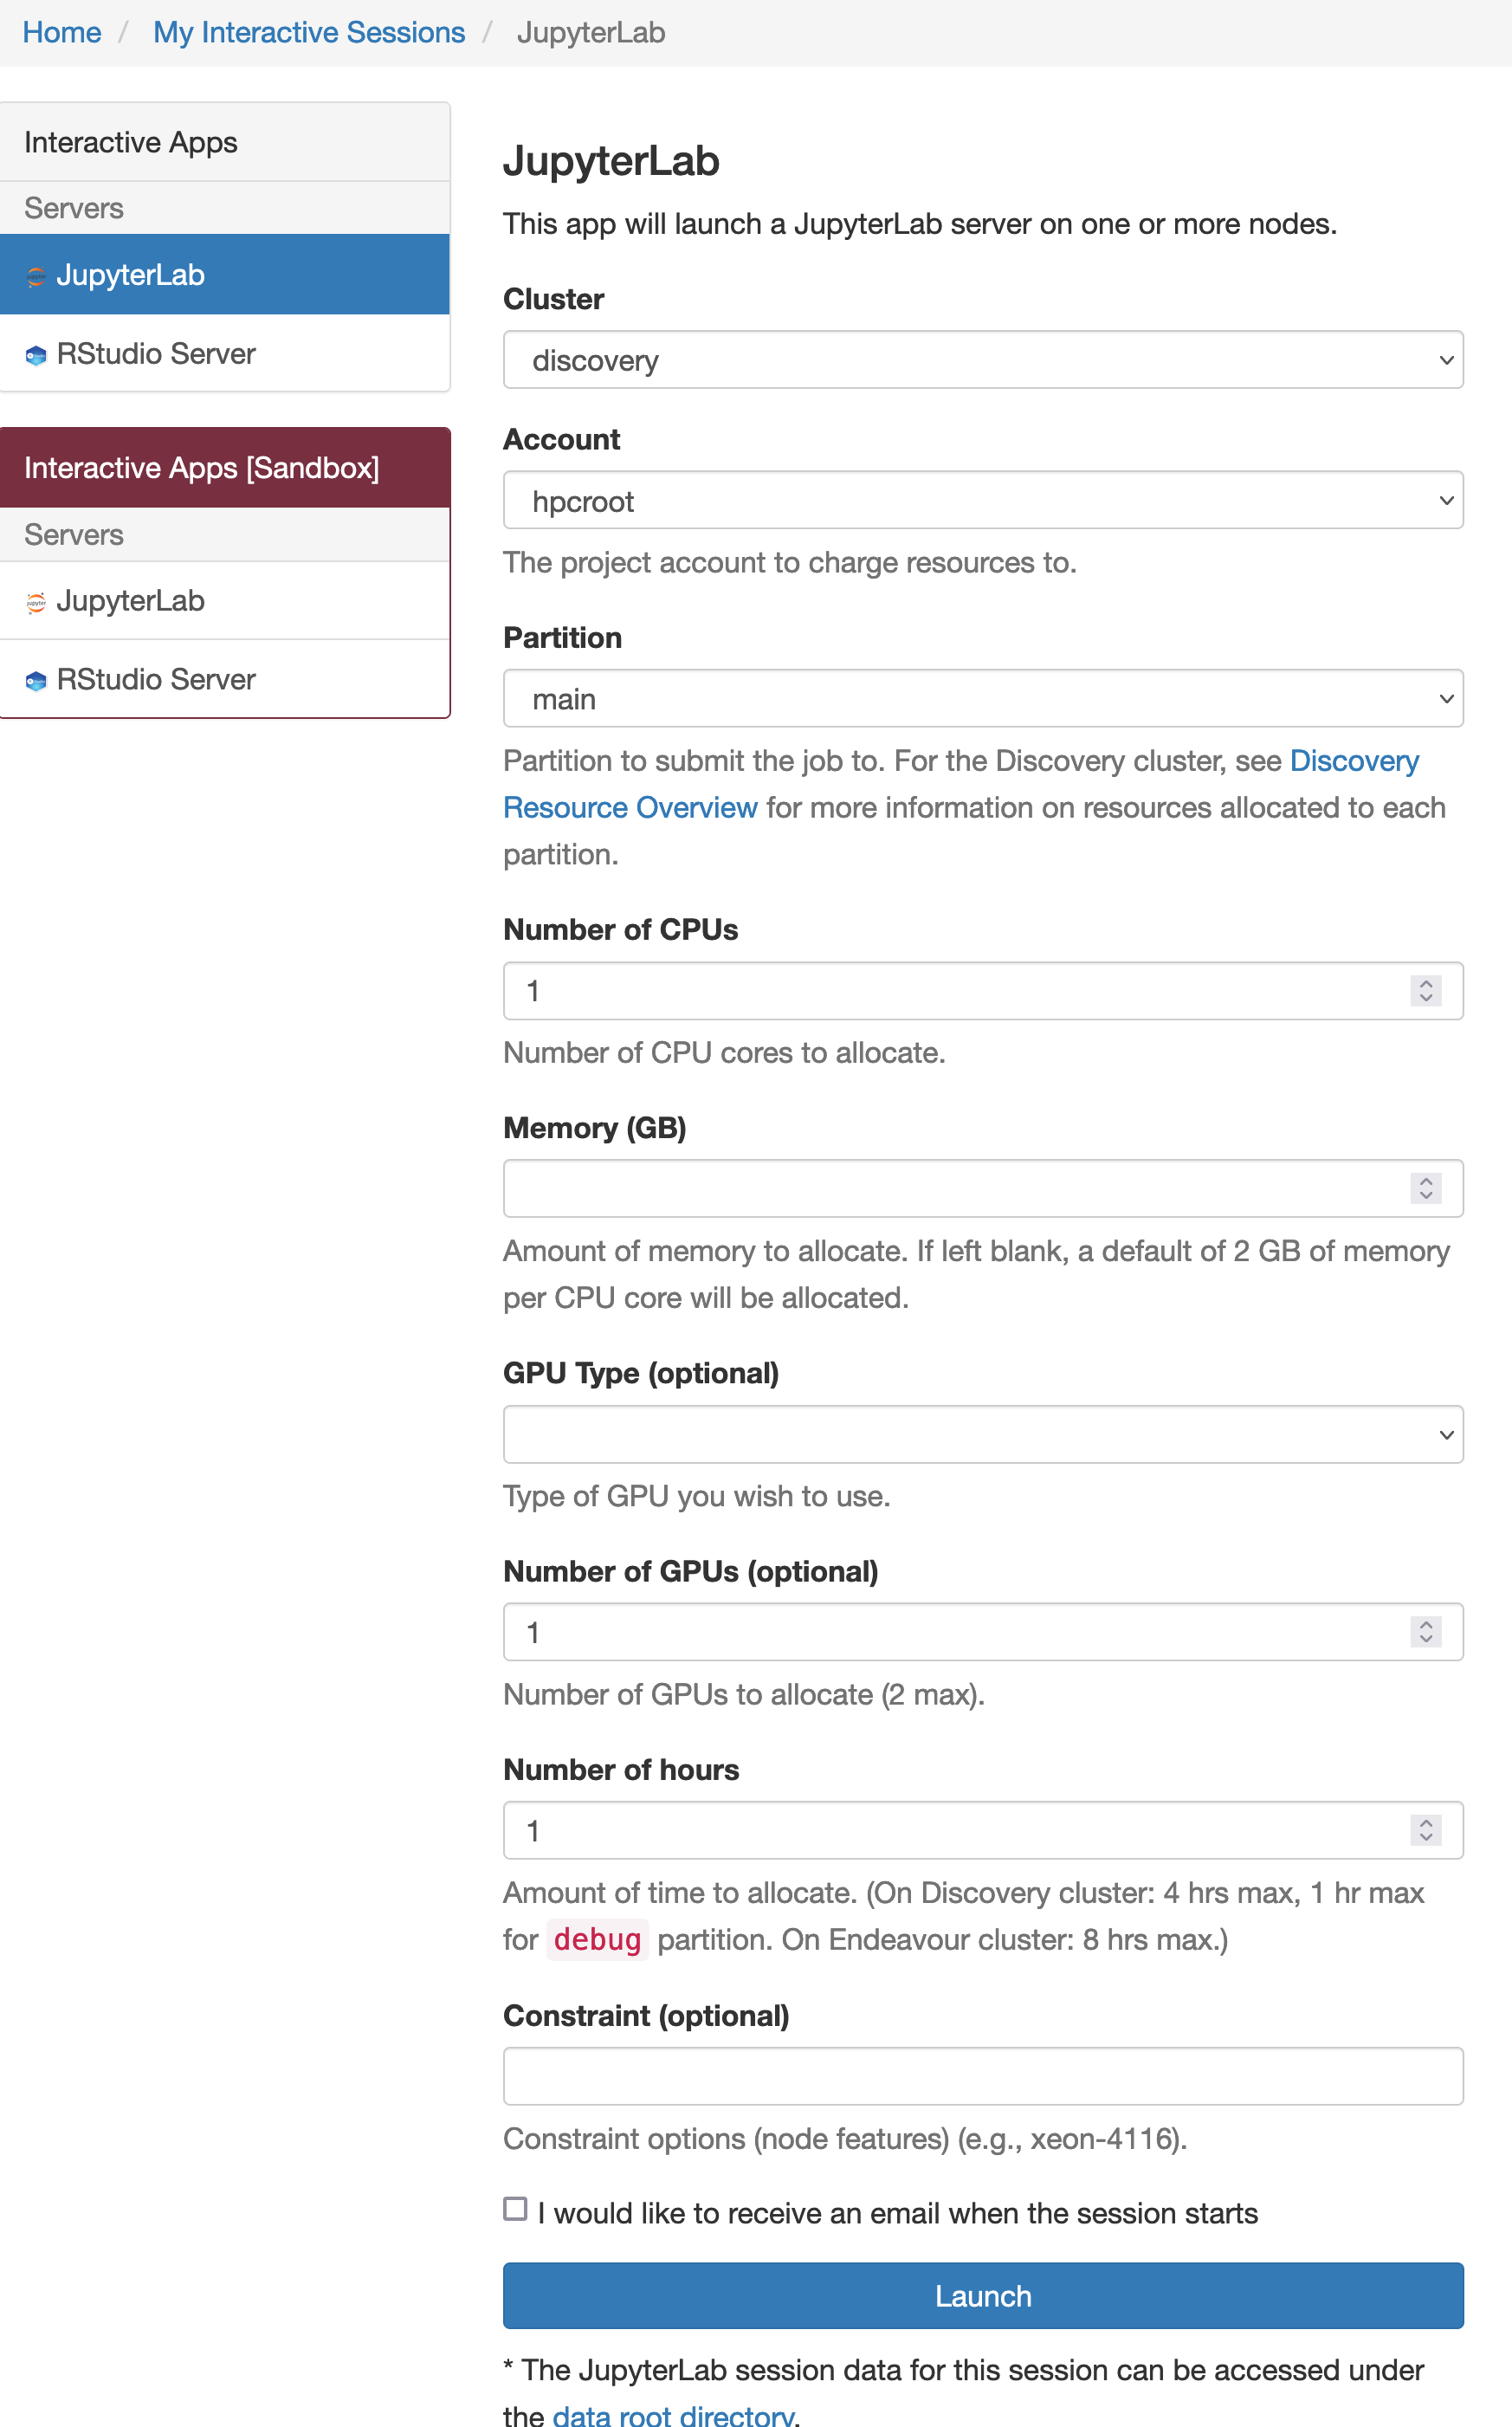 Home / My Interactive Sessions / JupyterLab
Interactive Apps
Servers
JupyterLab
RStudio Server
Interactive Apps [Sandbox]
Servers
JupyterLab
RStudio Server
JupyterLab
This app will launch a JupyterLab server on one or more nodes.
Cluster
discovery
Account
hpcroot
The project account to charge resources to.
Partition
main
Partition to submit the job to. For the Discovery cluster, see Discovery
Resource Overview for more information on resources allocated to each
partition.
Number of CPUs
1
Number of CPU cores to allocate.
Memory (GB)
Amount of memory to allocate. If left blank, a default of 2 GB of memory
per CPU core will be allocated.
GPU Type (optional)
Type of GPU you wish to use.
Number of GPUs (optional)
1
Number of GPUs to allocate (2 max).
Number of hours
1
Amount of time to allocate. (On Discovery cluster: 4 hrs max, 1 hr max
for debug partition. On Endeavour cluster: 8 hrs max.)
Constraint (optional)
Constraint options (node features) (e.g., xeon-4116).
I would like to receive an email when the session starts
Launch
* The JupyterLab session data for this session can be accessed under
the data root directory.